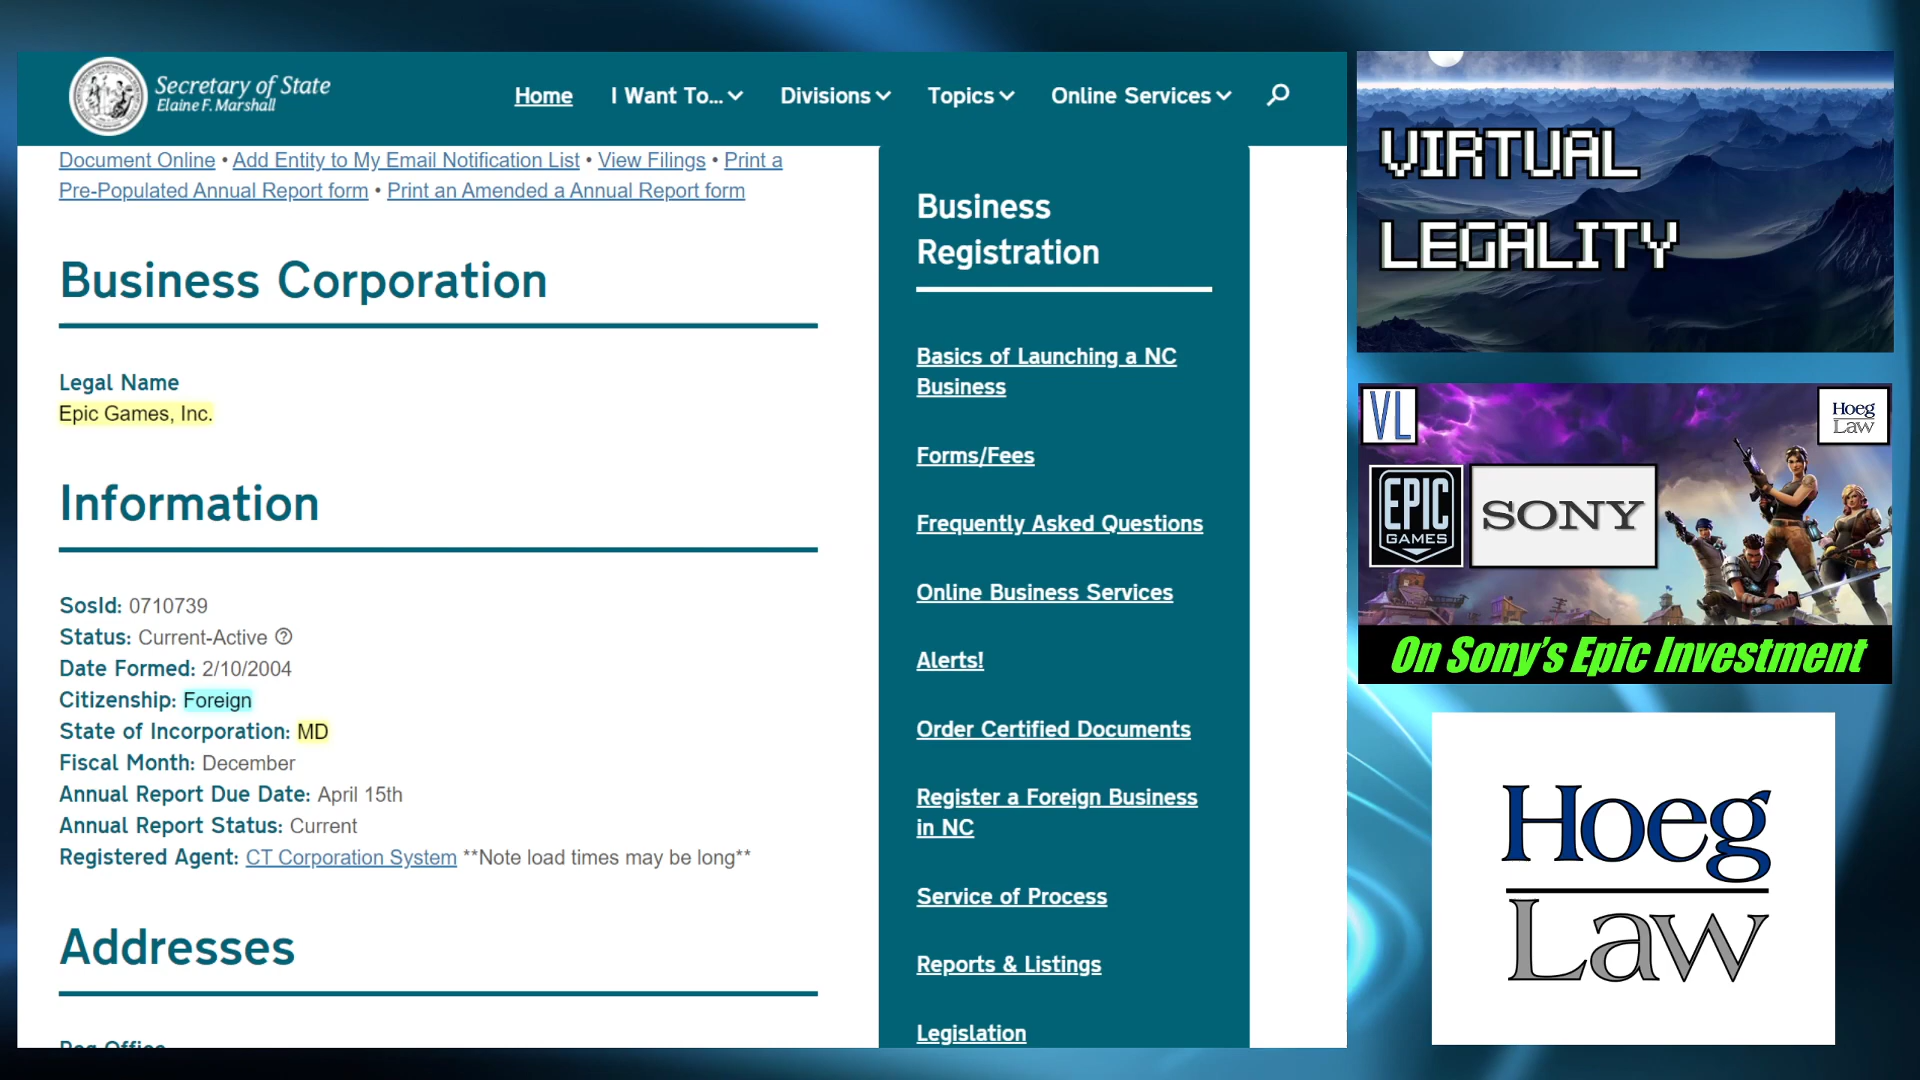 Secretary of State
Elaine F. Marshall
Home
I Want To...
Divisions
Topics
Online Services
Document Online • Add Entity to My Email Notification List • View Filings • Print a
Pre-Populated Annual Report form • Print an Amended a Annual Report form
Business Corporation
Legal Name
Epic Games, Inc.
Information
SosId: 0710739
Status: Current-Active
Date Formed: 2/10/2004
Citizenship: Foreign
State of Incorporation: MD
Fiscal Month: December
Annual Report Due Date: April 15th
Annual Report Status: Current
Registered Agent: CT Corporation System **Note load times may be long**
Addresses
Reg Office
Business
Registration
Basics of Launching a NC
Business
Forms/Fees
Frequently Asked Questions
Online Business Services
Alerts!
Order Certified Documents
Register a Foreign Business
in NC
Service of Process
Reports & Listings
Legislation
VIRTUAL
LEGALITY
VL
Hoeg
Law
EPIC
GAMES
SONY
On Sony's Epic Investment
Hoeg
Law